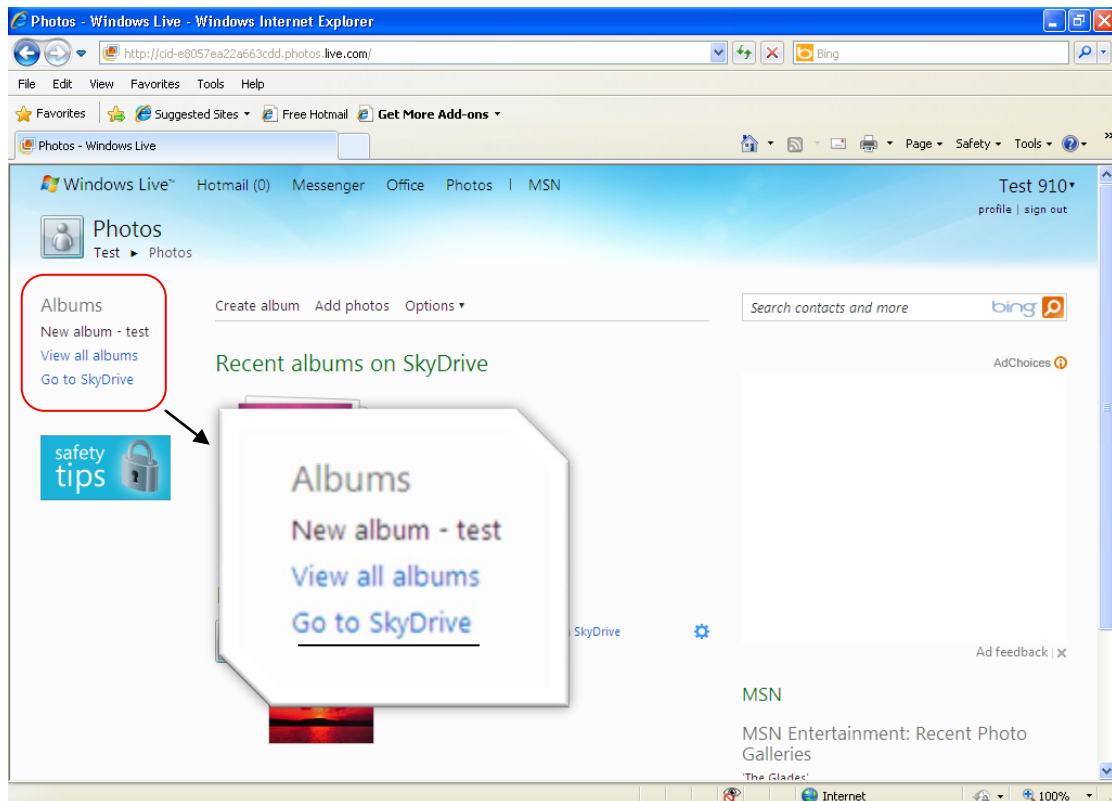 Photos - Windows Live - Windows Internet Explorer
http://cid-e8057ea22a663cdd.photos.live.com/
Bing
File Edit View Favorites Tools Help
Favorites Suggested Sites Free Hotmail Get More Add-ons
Photos - Windows Live Page Safety Tools
Windows Live™ Hotmail (0) Messenger Office Photos | MSN Test 910
profile | sign out
Photos
Test ► Photos
Albums
New album - test
View all albums
Go to SkyDrive
safety
tips
Create album Add photos Options ▾
Recent albums on SkyDrive
Albums
New album - test
View all albums
Go to SkyDrive
SkyDrive
Search contacts and more bing
AdChoices
Ad feedback | x
MSN
MSN Entertainment: Recent Photo
Galleries
'The Glades'
Internet 100%